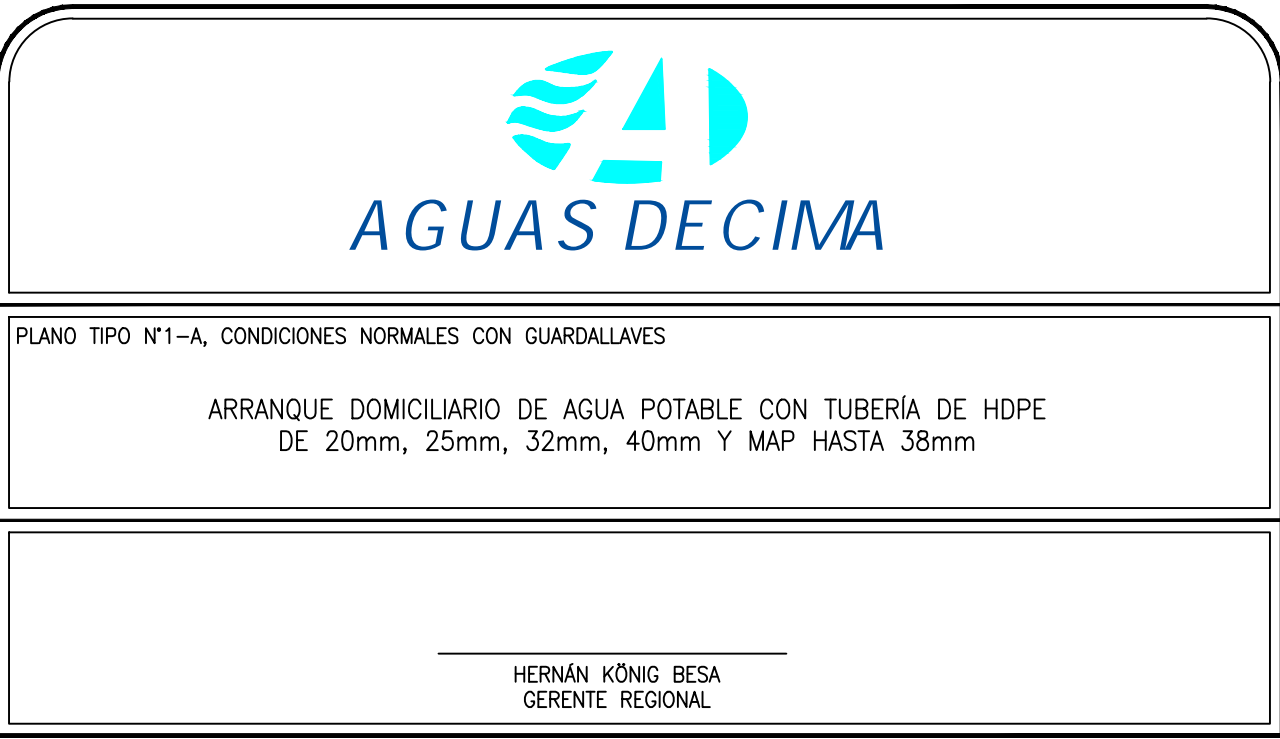 AGUAS DECIMA
PLANO TIPO N°1-A, CONDICIONES NORMALES CON GUARDALLAVES
ARRANQUE DOMICILIARIO DE AGUA POTABLE CON TUBERÍA DE HDPE
DE 20mm, 25mm, 32mm, 40mm Y MAP HASTA 38mm
HERNÁN KÖNIG BESA
GERENTE REGIONAL